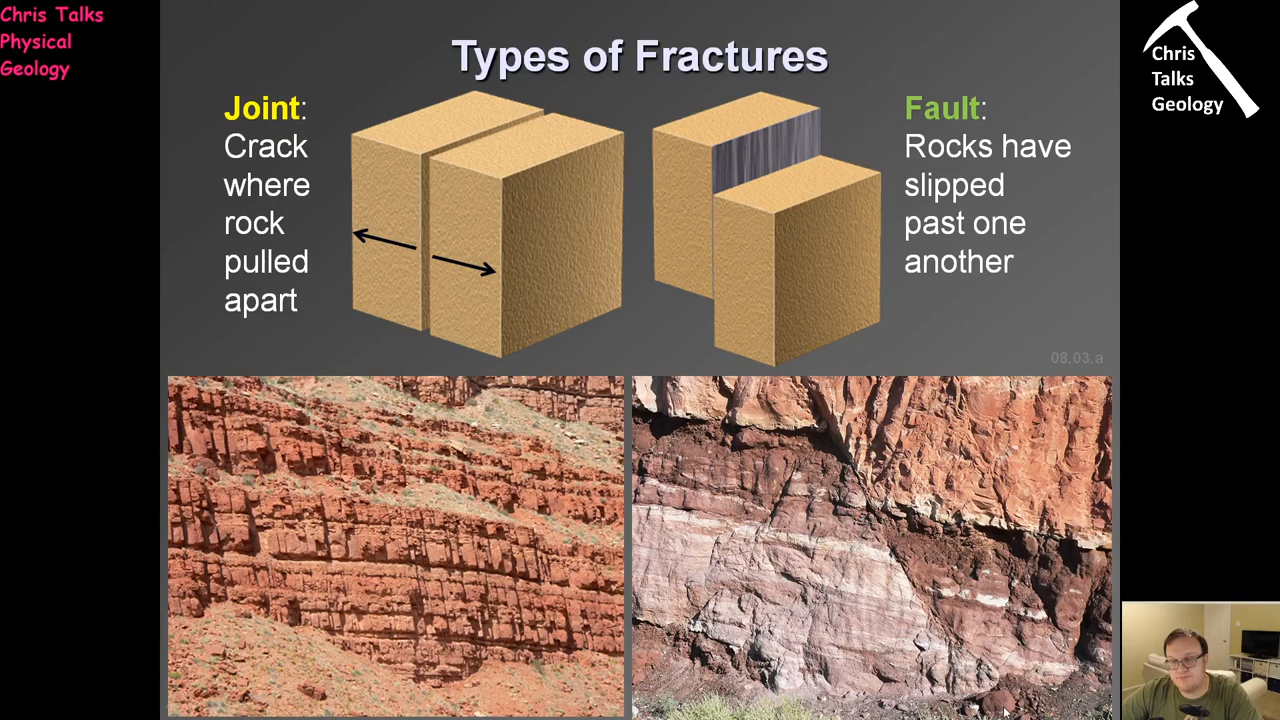 Chris Talks
Physical
Geology
Types of Fractures
Joint:
Crack
where
rock
pulled
apart
Fault:
Rocks have
slipped
past one
another
08.03.a
Chris
Talks
Geology